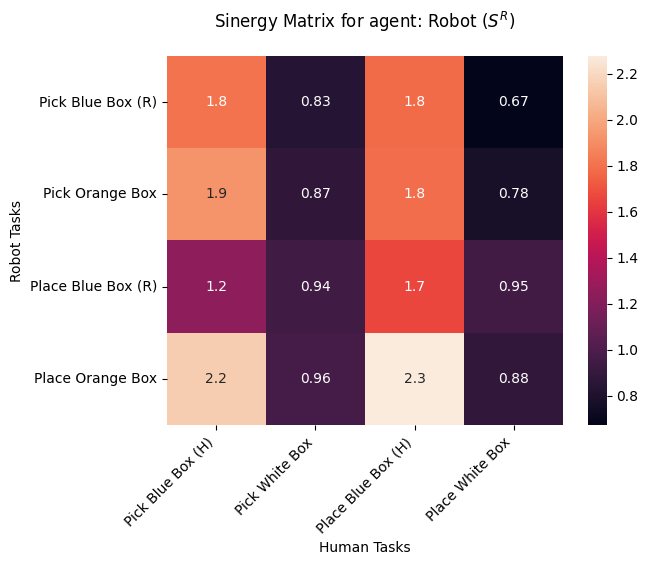 Sinergy Matrix for agent: Robot (S^R)
Robot Tasks
Pick Blue Box (R) 1.8 0.83 1.8 0.67
Pick Orange Box 1.9 0.87 1.8 0.78
Place Blue Box (R) 1.2 0.94 1.7 0.95
Place Orange Box 2.2 0.96 2.3 0.88
Pick Blue Box (H)
Pick White Box
Place Blue Box (H)
Place White Box
Human Tasks
2.2
2.0
1.8
1.6
1.4
1.2
1.0
0.8